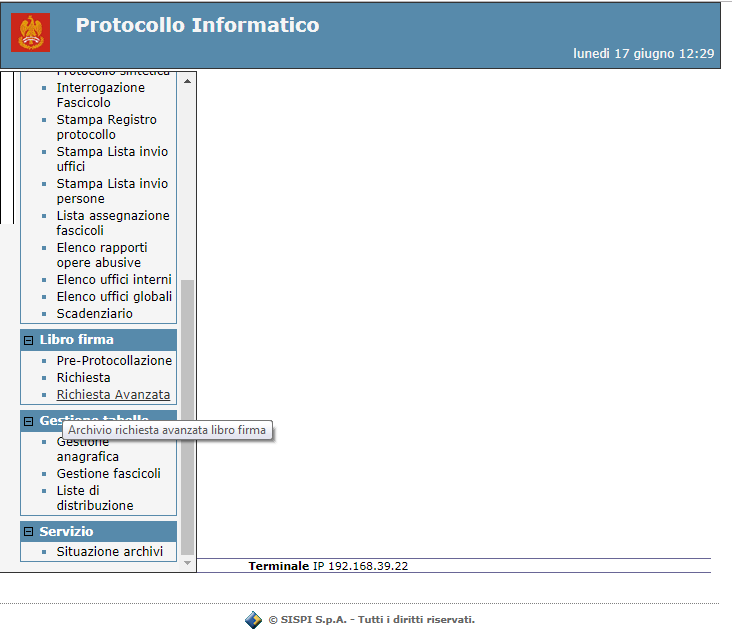 Protocollo Informatico
lunedì 17 giugno 12:29
Protocollo sintetica
Interrogazione
Fascicolo
Stampa Registro
protocollo
Stampa Lista invio
uffici
Stampa Lista invio
persone
Lista assegnazione
fascicoli
Elenco rapporti
opere abusive
Elenco uffici interni
Elenco uffici globali
Scadenziario
Libro firma
Pre-Protocollazione
Richiesta
Richiesta Avanzata
Gestione tabelle
Archivio richiesta avanzata libro firma
Gestione
anagrafica
Gestione fascicoli
Liste di
distribuzione
Servizio
Situazione archivi
Terminale IP 192.168.39.22
© SISPI S.p.A. - Tutti i diritti riservati.